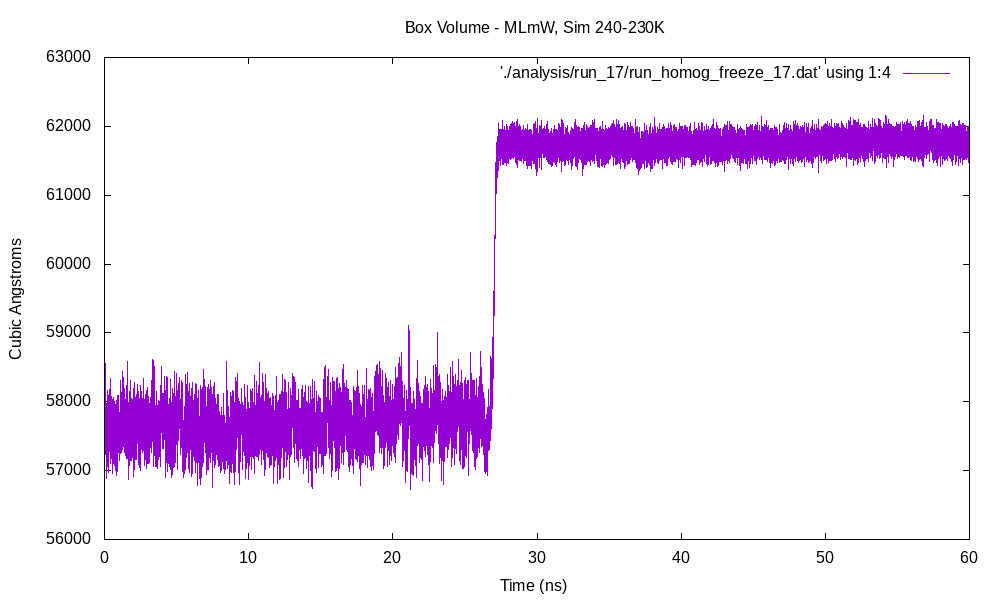 Box Volume - MLmW, Sim 240-230K
'./analysis/run_17/run_homog_freeze_17.dat' using 1:4
Cubic Angstroms
63000
62000
61000
60000
59000
58000
57000
56000
0 10 20 30 40 50 60
Time (ns)